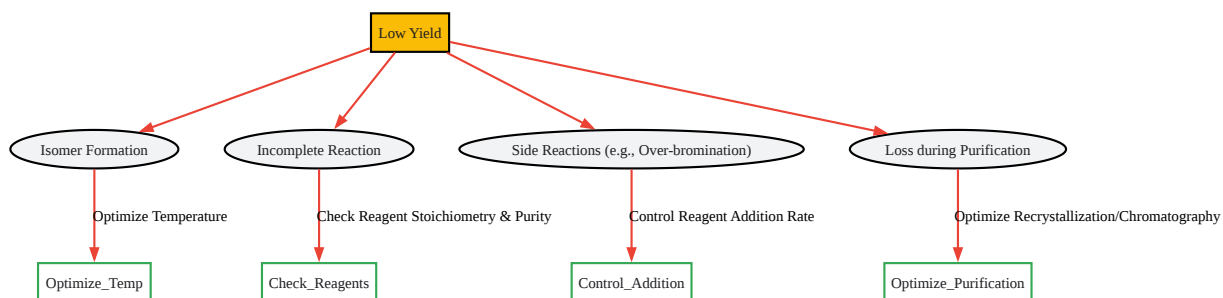 Low Yield
Isomer Formation
Incomplete Reaction
Side Reactions (e.g., Over-bromination)
Loss during Purification
Optimize Temperature
Check Reagent Stoichiometry & Purity
Control Reagent Addition Rate
Optimize Recrystallization/Chromatography
Optimize_Temp
Check_Reagents
Control_Addition
Optimize_Purification